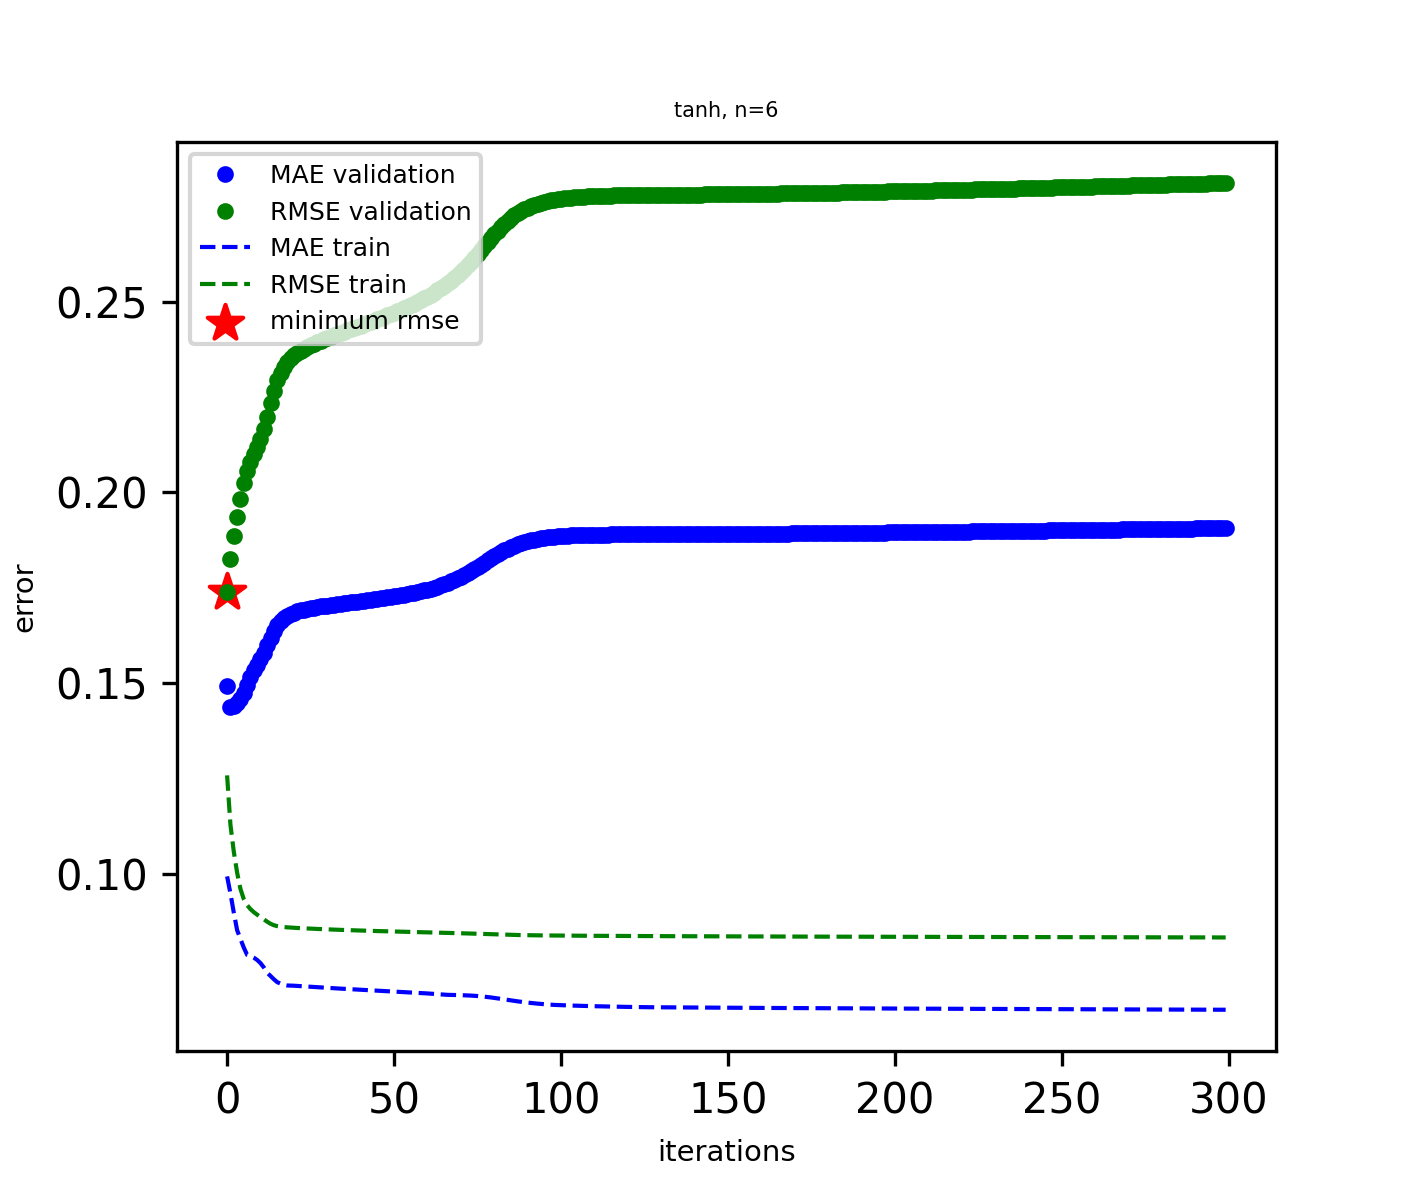 tanh, n=6
MAE validation
RMSE validation
MAE train
RMSE train
minimum rmse
0.25
0.20
0.15
0.10
error
0 50 100 150 200 250 300
iterations